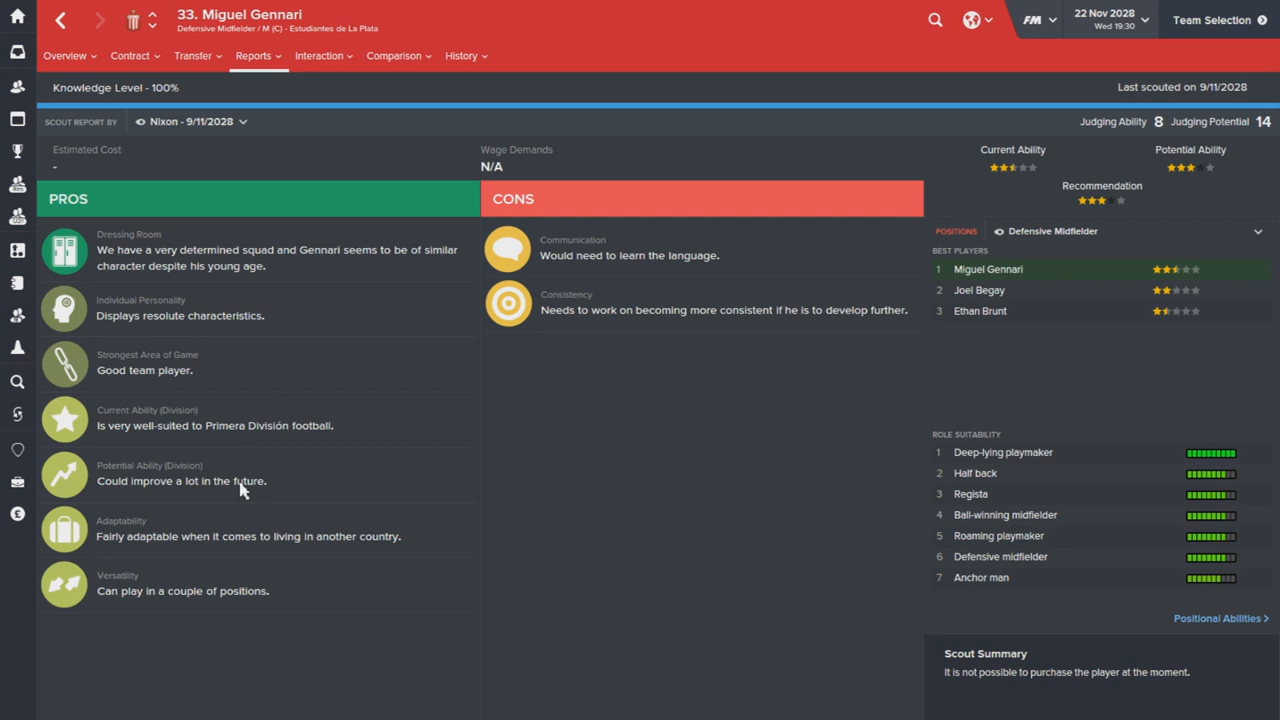 33. Miguel Gennari
Defensive Midfielder / M (C) - Estudiantes de La Plata
FM
22 Nov 2028
Wed 19:30
Team Selection
Overview
Contract
Transfer
Reports
Interaction
Comparison
History
Knowledge Level - 100%
Last scouted on 9/11/2028
SCOUT REPORT BY
Nixon - 9/11/2028
Judging Ability 8 Judging Potential 14
Estimated Cost
-
Wage Demands
N/A
Current Ability
Potential Ability
Recommendation
PROS
CONS
Dressing Room
We have a very determined squad and Gennari seems to be of similar
character despite his young age.
Individual Personality
Displays resolute characteristics.
Strongest Area of Game
Good team player.
Current Ability (Division)
Is very well-suited to Primera División football.
Potential Ability (Division)
Could improve a lot in the future.
Adaptability
Fairly adaptable when it comes to living in another country.
Versatility
Can play in a couple of positions.
Communication
Would need to learn the language.
Consistency
Needs to work on becoming more consistent if he is to develop further.
POSITIONS
Defensive Midfielder
BEST PLAYERS
1 Miguel Gennari
2 Joel Begay
3 Ethan Brunt
ROLE SUITABILITY
1 Deep-lying playmaker
2 Half back
3 Regista
4 Ball-winning midfielder
5 Roaming playmaker
6 Defensive midfielder
7 Anchor man
Positional Abilities
Scout Summary
It is not possible to purchase the player at the moment.